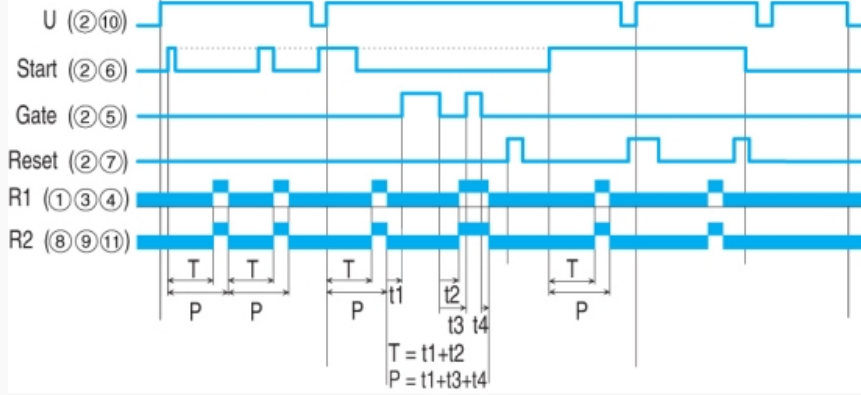 U (②⑩)
Start (②⑥)
Gate (②⑤)
Reset (②⑦)
R1 (①③④)
R2 (⑧⑨⑪)
T T T T
t1 t2
P P P P
t3 t4
T = t1+t2
P = t1+t3+t4